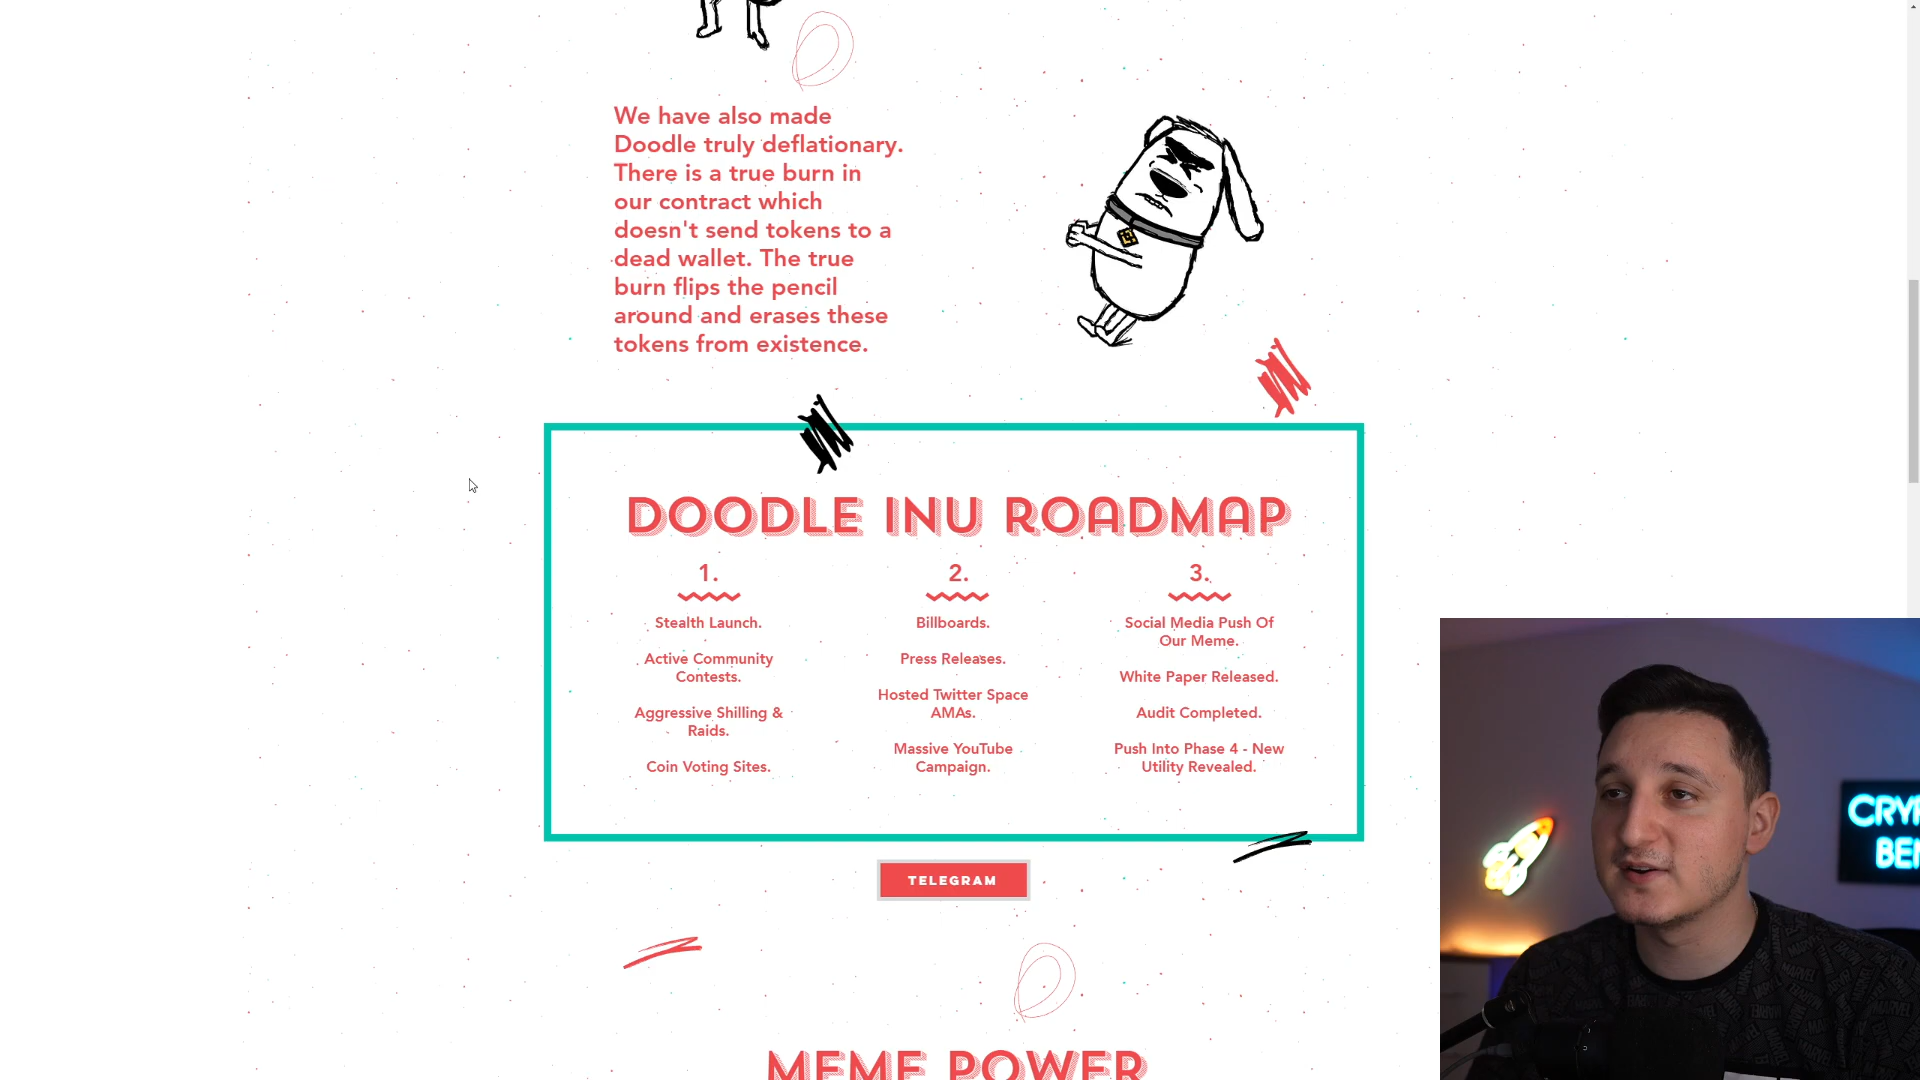 We have also made
Doodle truly deflationary.
There is a true burn in
our contract which
doesn't send tokens to a
dead wallet. The true
burn flips the pencil
around and erases these
tokens from existence.
DOODLE INU ROADMAP
1.
Stealth Launch.
Active Community
Contests.
Aggressive Shilling &
Raids.
Coin Voting Sites.
2.
Billboards.
Press Releases.
Hosted Twitter Space
AMAs.
Massive YouTube
Campaign.
3.
Social Media Push Of
Our Meme.
White Paper Released.
Audit Completed.
Push Into Phase 4 - New
Utility Revealed.
TELEGRAM
MEME POWER
CRYP
BEN